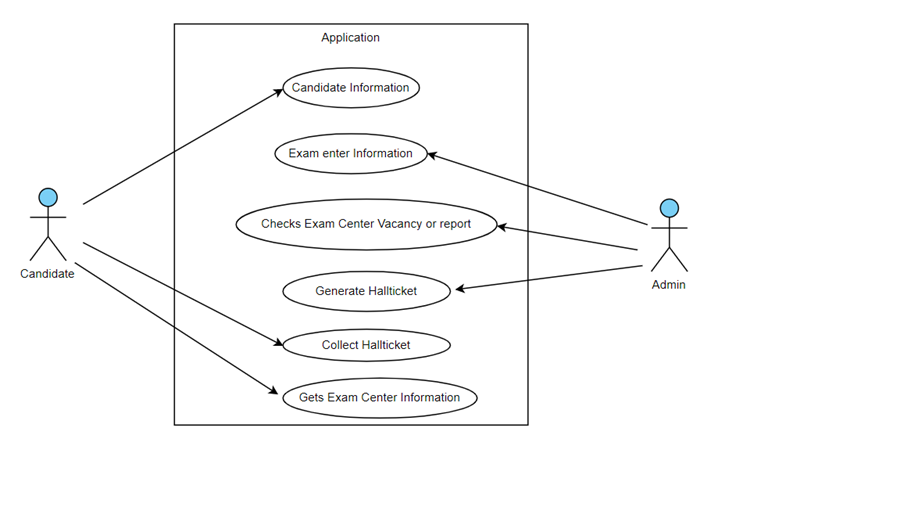 Application
Candidate Information
Exam enter Information
Checks Exam Center Vacancy or report
Candidate
Admin
Generate Hallticket
Collect Hallticket
Gets Exam Center Information